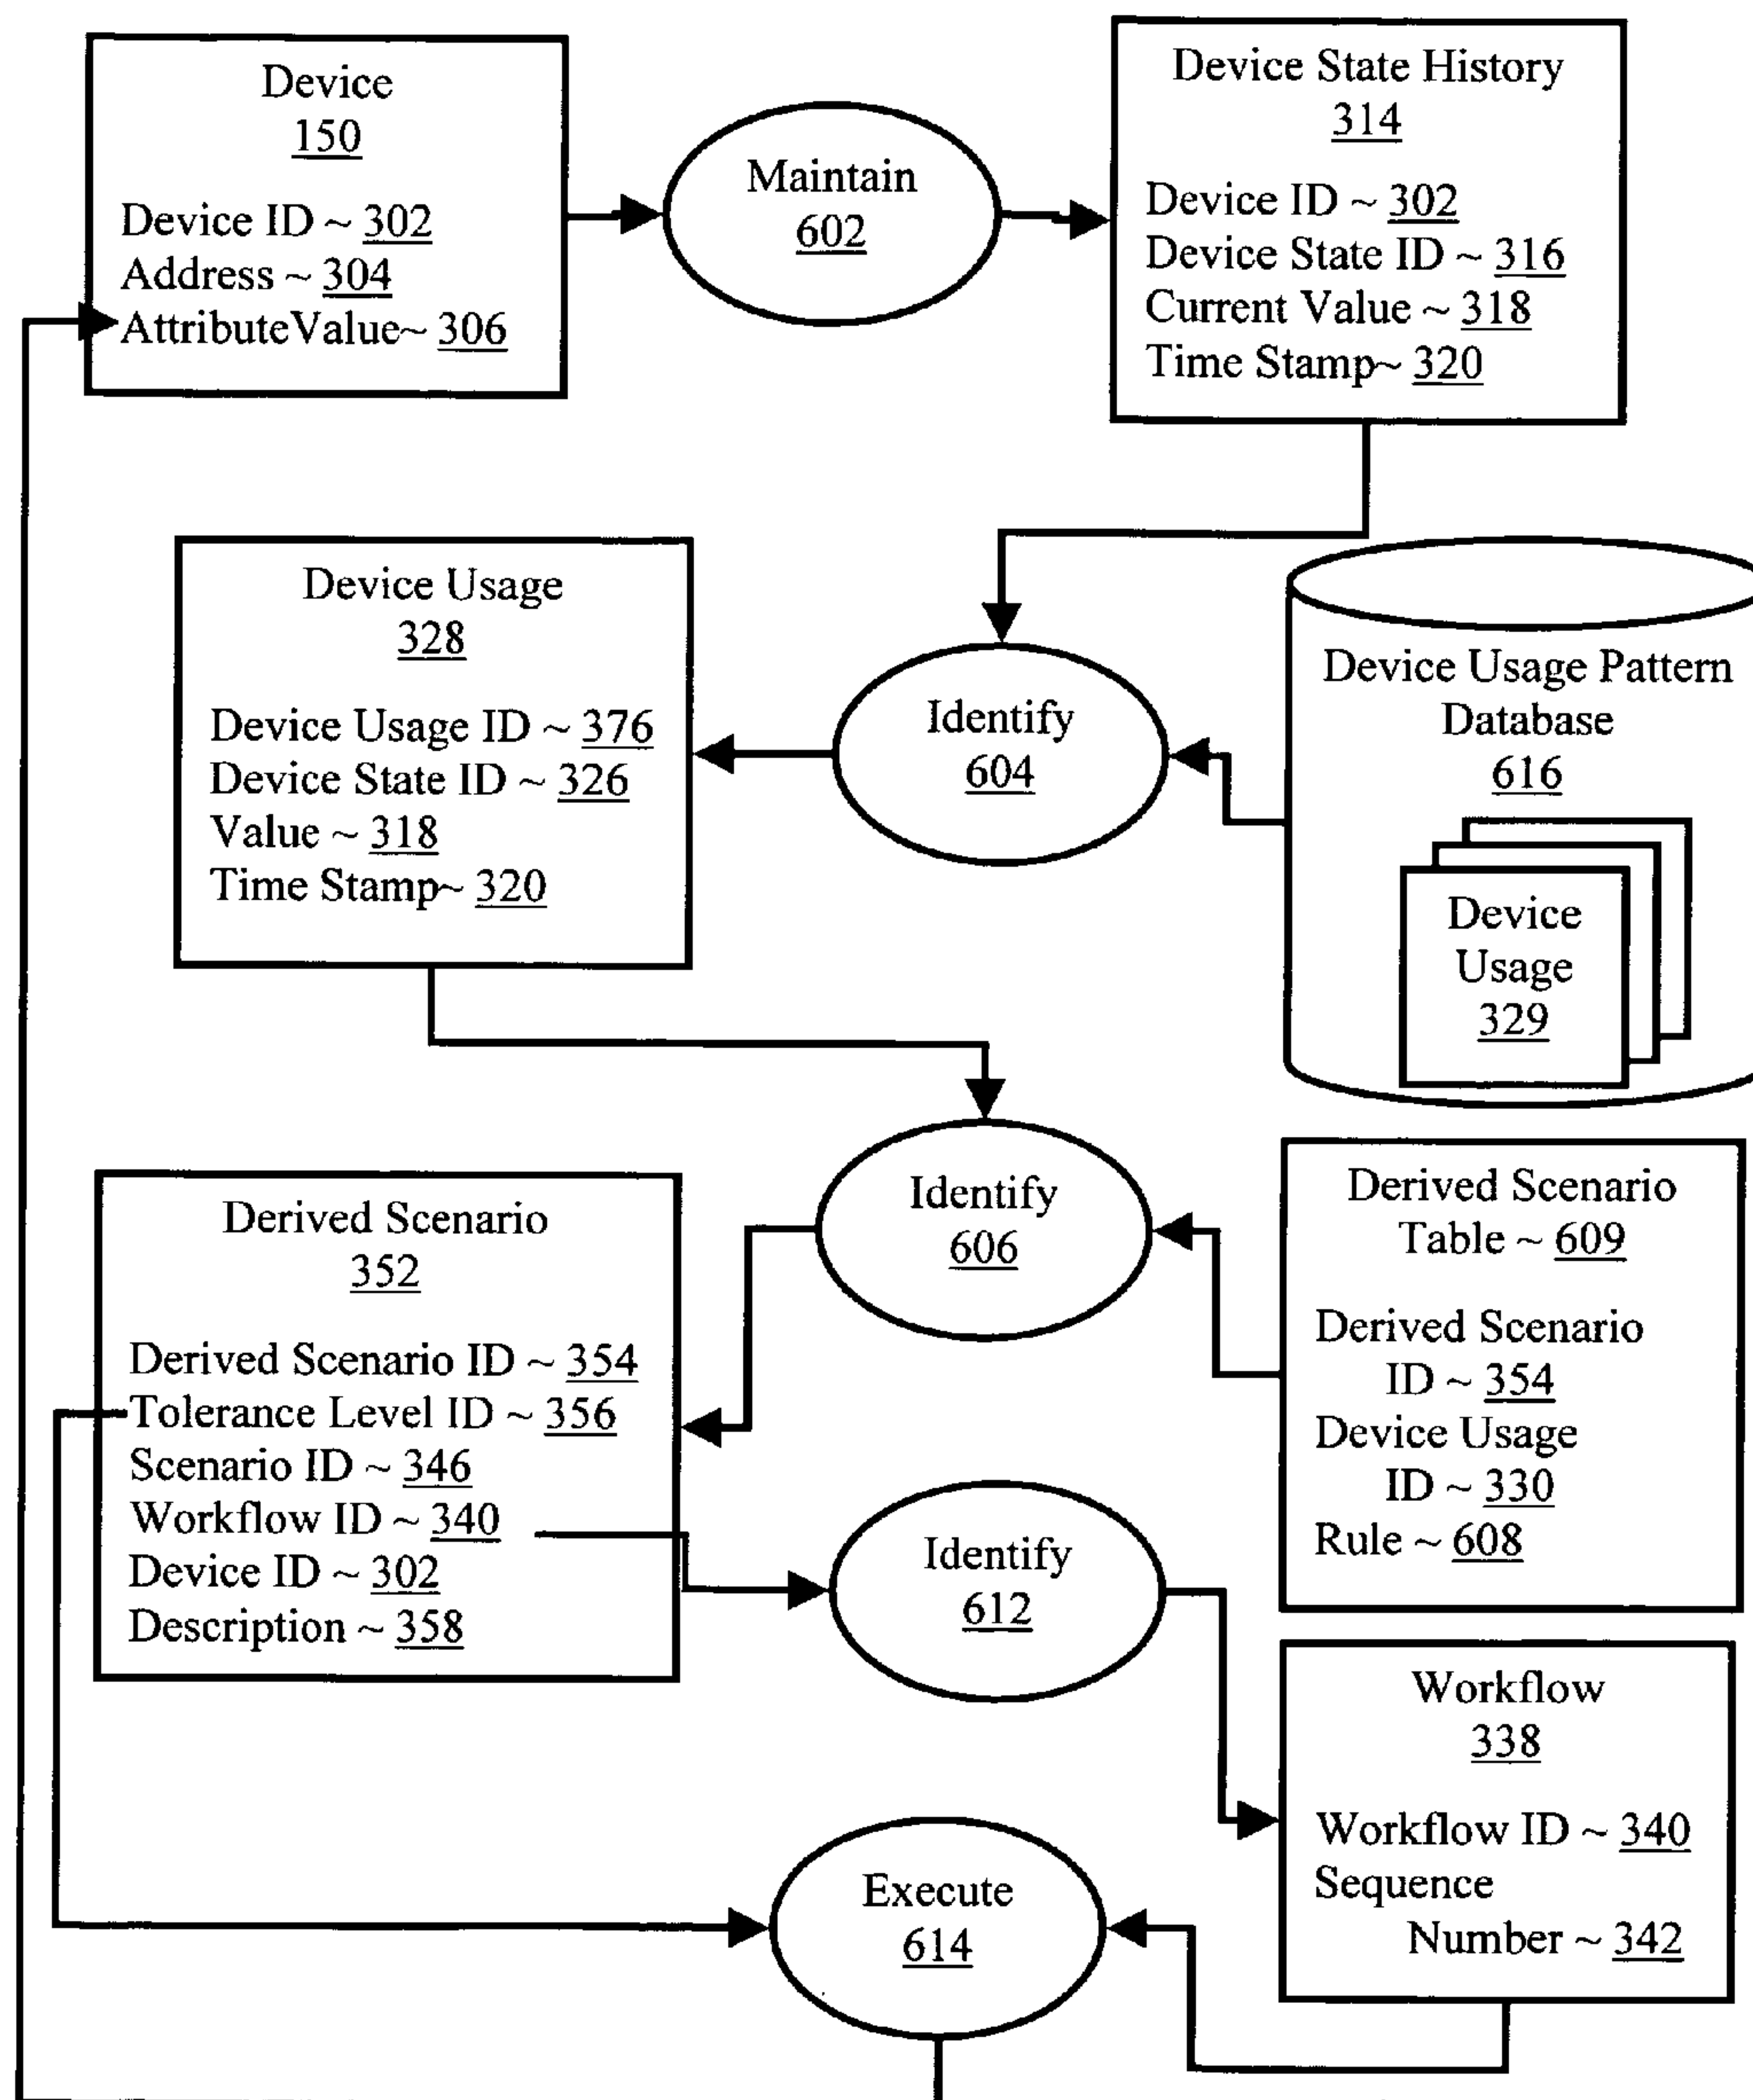 Device
150
Device ID ~ 302
Address ~ 304
AttributeValue~ 306
Maintain
602
Device State History
314
Device ID ~ 302
Device State ID ~ 316
Current Value ~ 318
Time Stamp~ 320
Device Usage
328
Device Usage ID ~ 376
Device State ID ~ 326
Value ~ 318
Time Stamp~ 320
Identify
604
Device Usage Pattern
Database
616
Device
Usage
329
Identify
606
Derived Scenario
352
Derived Scenario ID ~ 354
Tolerance Level ID ~ 356
Scenario ID ~ 346
Workflow ID ~ 340
Device ID ~ 302
Description ~ 358
Derived Scenario
Table ~ 609
Derived Scenario
ID ~ 354
Device Usage
ID ~ 330
Rule ~ 608
Identify
612
Workflow
338
Workflow ID ~ 340
Sequence
Number ~ 342
Execute
614